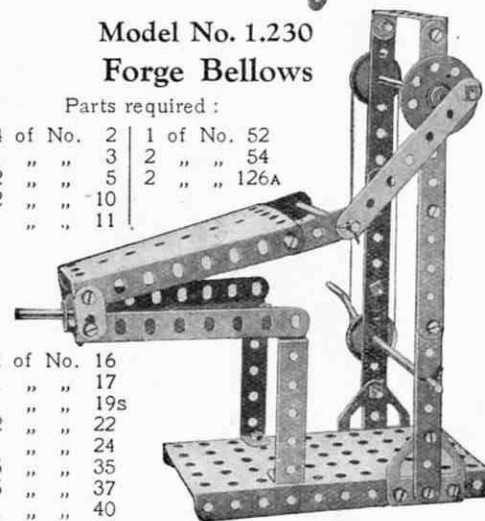 Model No. 1.230
Forge Bellows
Parts required :
of No. 2
„ „ 3
„ „ 5
„ „ 10
„ „ 11
1 of No. 52
2 „ „ 54
2 „ „ 126A
of No. 16
„ „ 17
„ „ 19s
„ „ 22
„ „ 24
„ „ 35
„ „ 37
„ „ 40